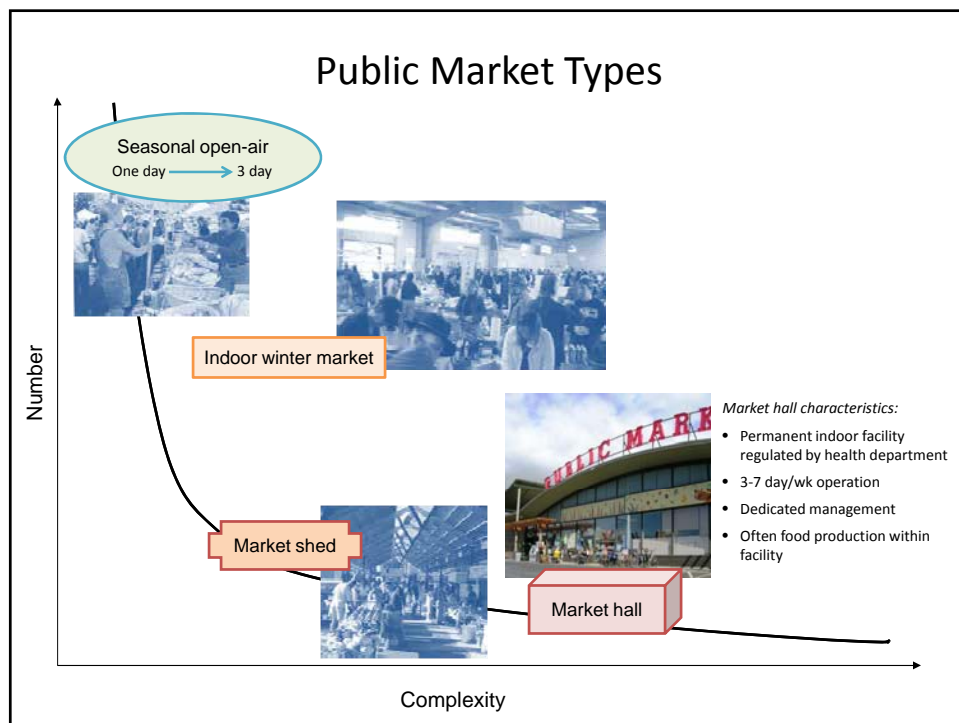 Public Market Types
Seasonal open-air
One day 3 day
Indoor winter market
Number
PUBLIC MARK
Market hall characteristics:
• Permanent indoor facility
regulated by health department
• 3-7 day/wk operation
• Dedicated management
• Often food production within
facility
Market shed
Market hall
Complexity